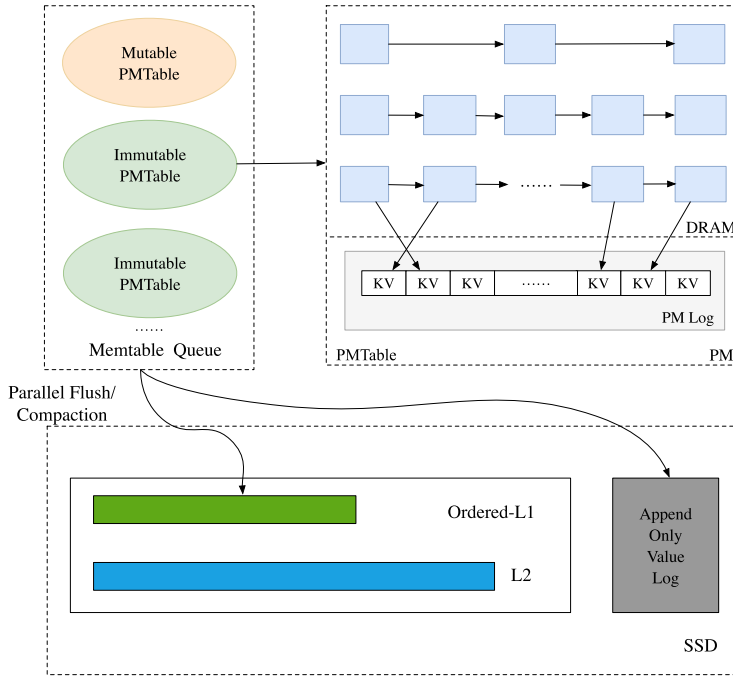 Mutable
PMTable
Immutable
PMTable
Immutable
PMTable
......
Memtable Queue
......
DRAM
KV KV KV ...... KV KV KV
PM Log
PMTable
PM
Parallel Flush/
Compaction
Ordered-L1
L2
Append
Only
Value
Log
SSD